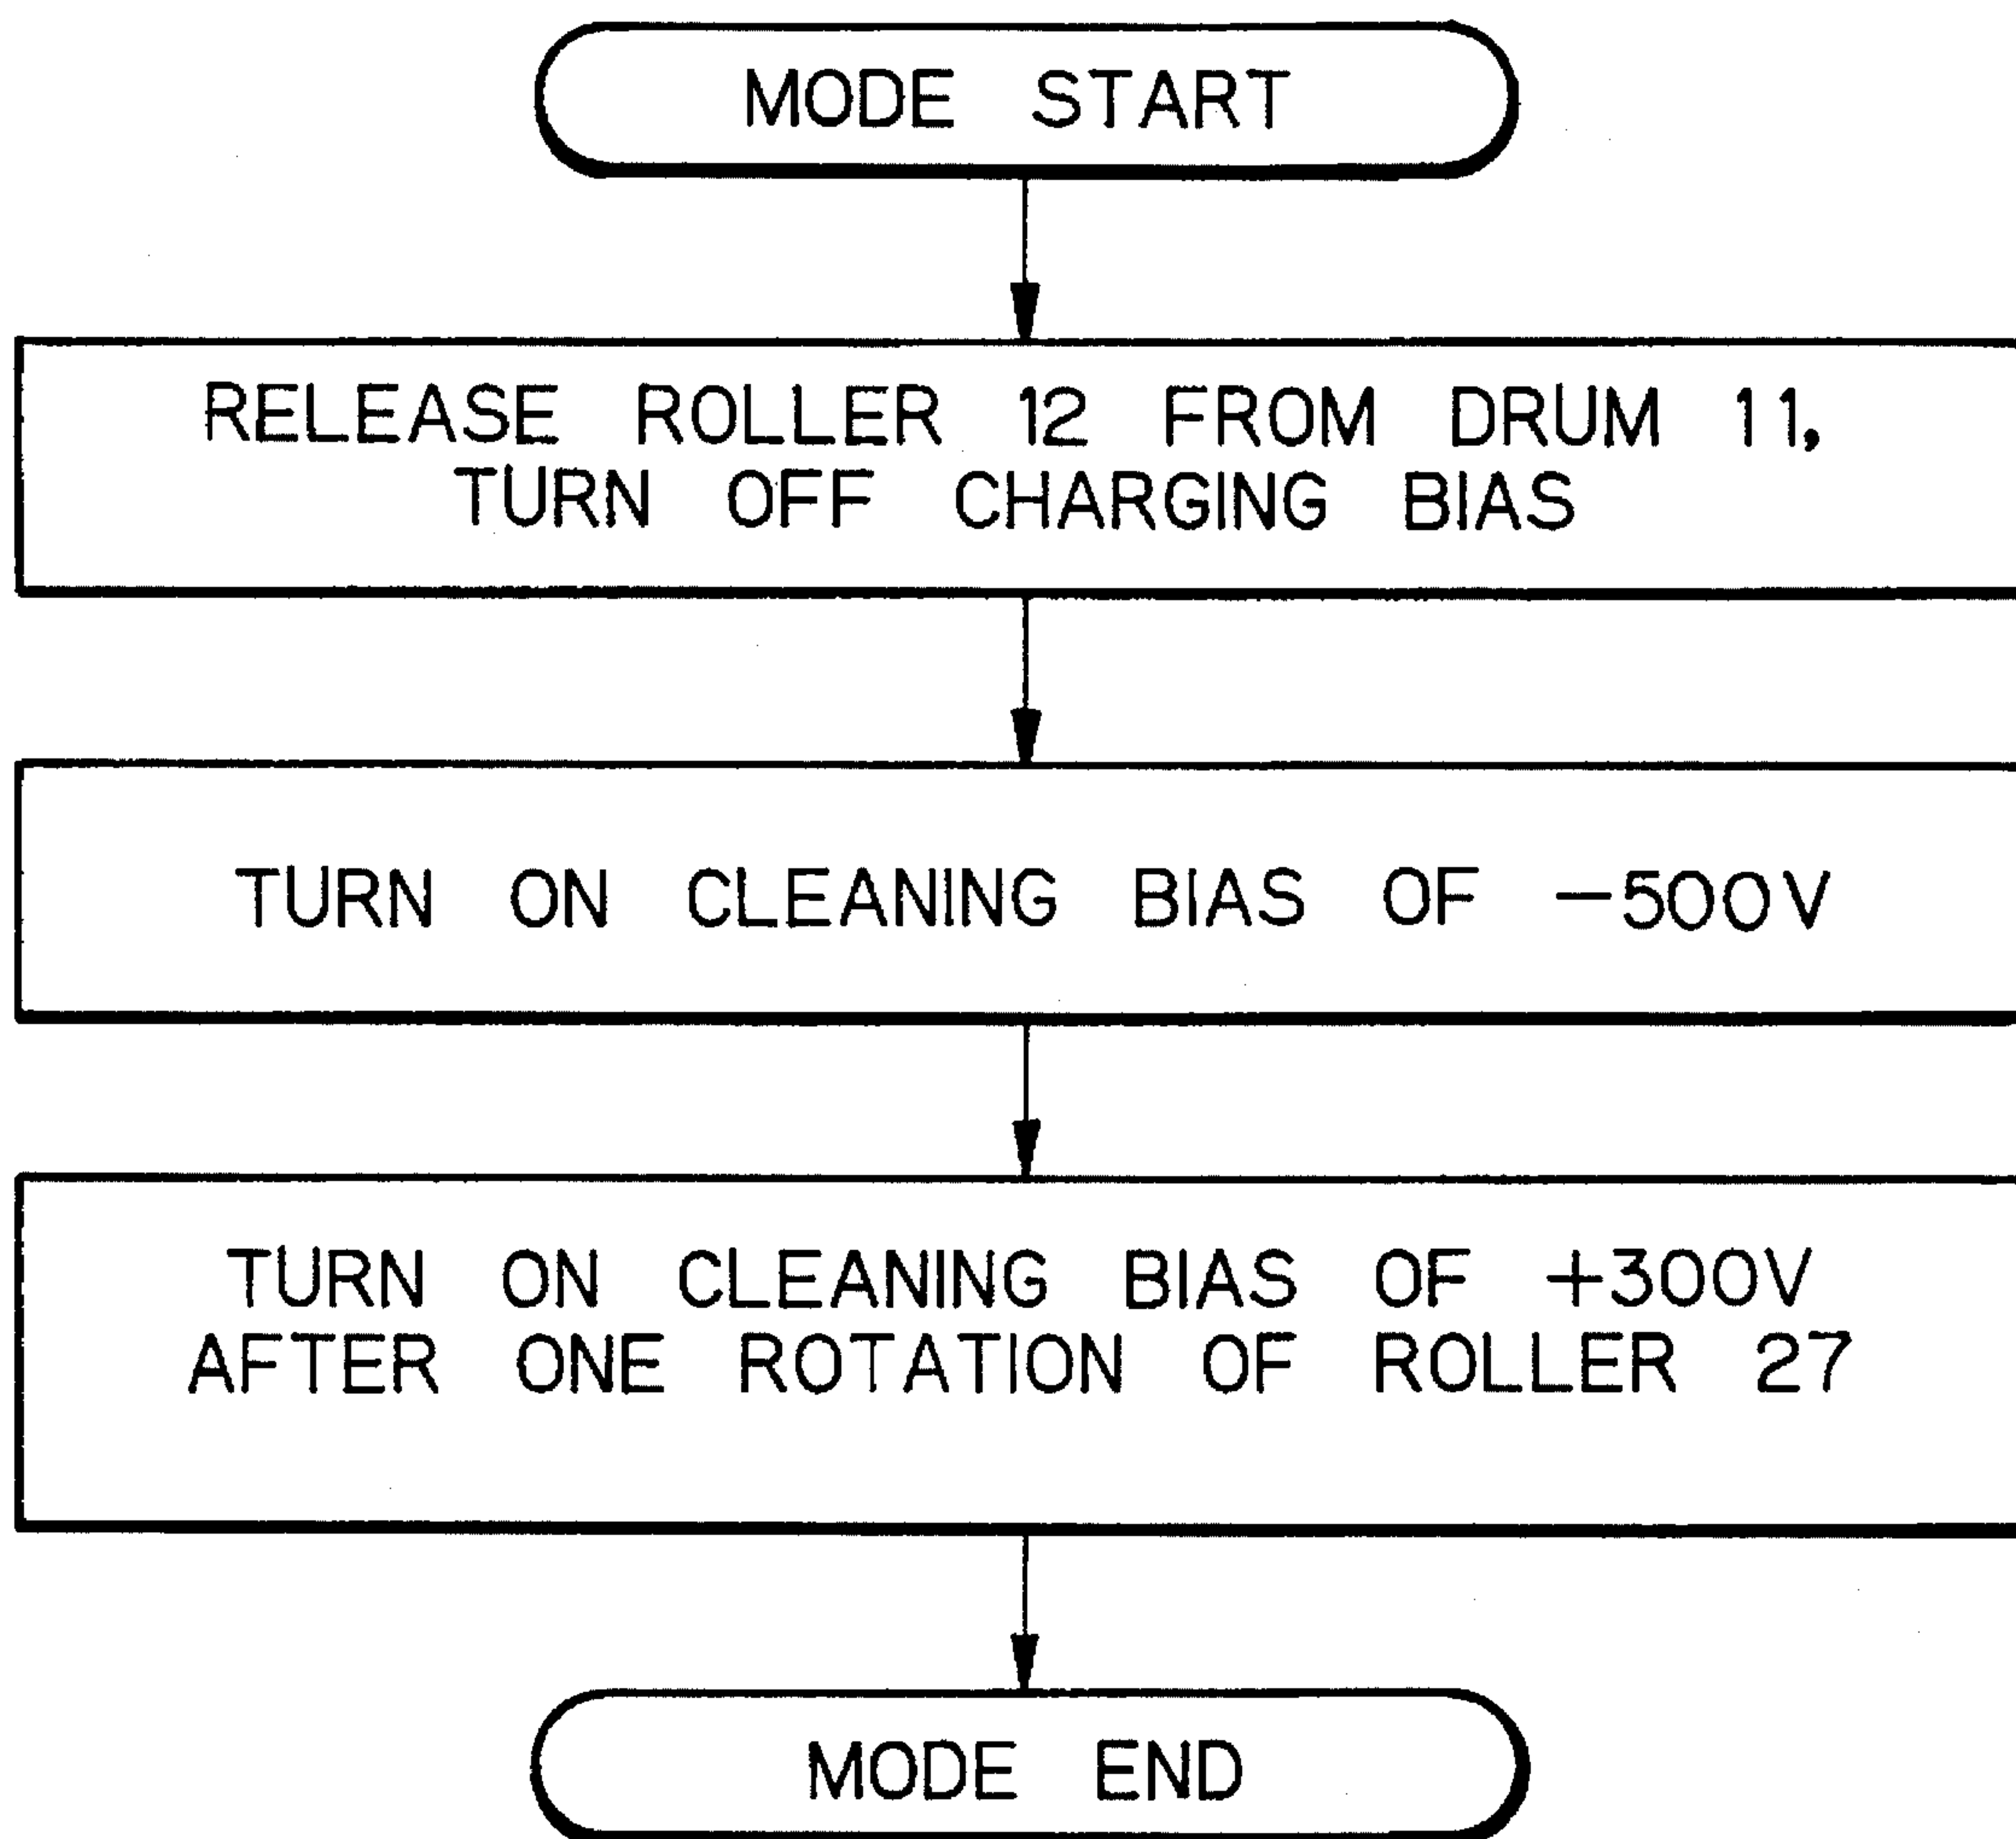 MODE START
RELEASE ROLLER 12 FROM DRUM 11,
TURN OFF CHARGING BIAS
TURN ON CLEANING BIAS OF −500V
TURN ON CLEANING BIAS OF +300V
AFTER ONE ROTATION OF ROLLER 27
MODE END